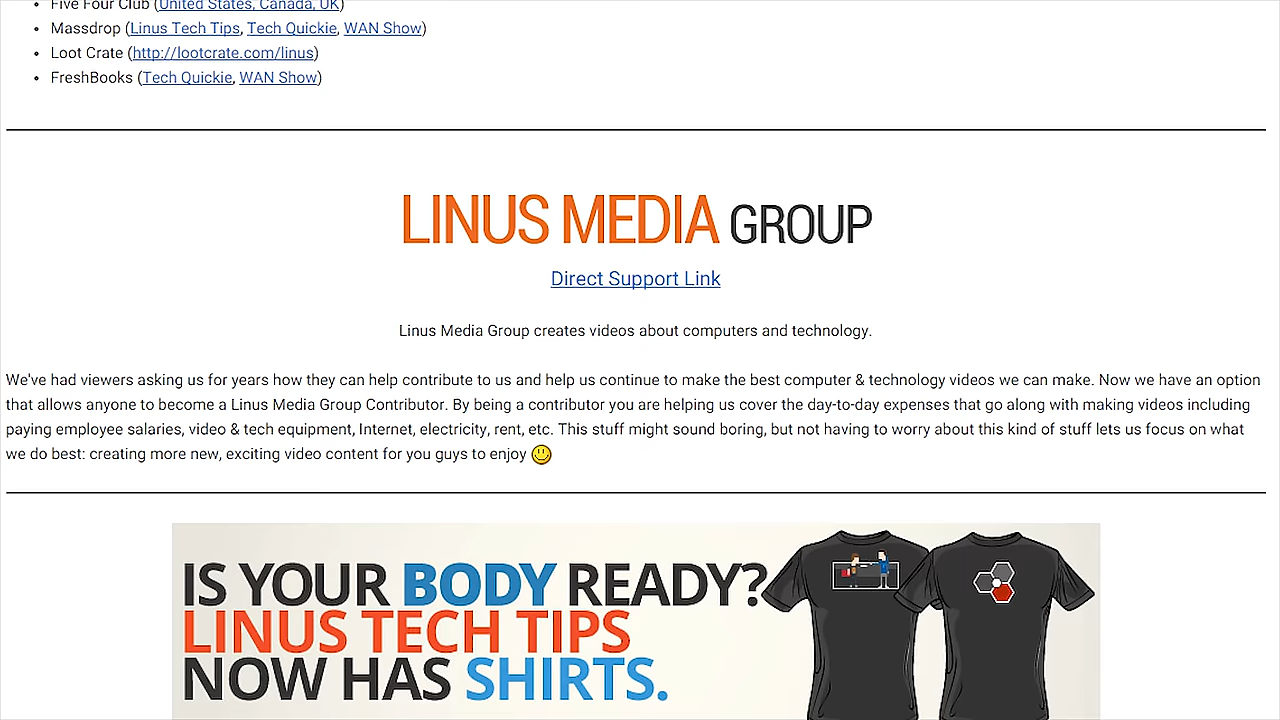 Five Four Club (United States, Canada, UK)
Massdrop (Linus Tech Tips, Tech Quickie, WAN Show)
Loot Crate (http://lootcrate.com/linus)
FreshBooks (Tech Quickie, WAN Show)
LINUS MEDIA GROUP
Direct Support Link
Linus Media Group creates videos about computers and technology.
We've had viewers asking us for years how they can help contribute to us and help us continue to make the best computer & technology videos we can make. Now we have an option
that allows anyone to become a Linus Media Group Contributor. By being a contributor you are helping us cover the day-to-day expenses that go along with making videos including
paying employee salaries, video & tech equipment, Internet, electricity, rent, etc. This stuff might sound boring, but not having to worry about this kind of stuff lets us focus on what
we do best: creating more new, exciting video content for you guys to enjoy
IS YOUR BODY READY?
LINUS TECH TIPS
NOW HAS SHIRTS.